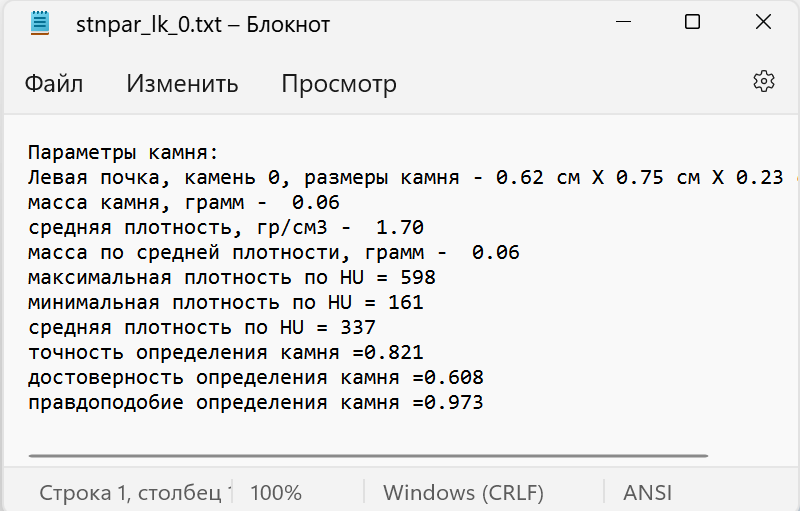 stnpar_lk_0.txt – Блокнот
Файл Изменить Просмотр
Параметры камня:
Левая почка, камень 0, размеры камня - 0.62 см X 0.75 см X 0.23
масса камня, грамм -  0.06
средняя плотность, гр/см3 -  1.70
масса по средней плотности, грамм -  0.06
максимальная плотность по HU = 598
минимальная плотность по HU = 161
средняя плотность по HU = 337
точность определения камня =0.821
достоверность определения камня =0.608
правдоподобие определения камня =0.973
Строка 1, столбец 100% Windows (CRLF) ANSI